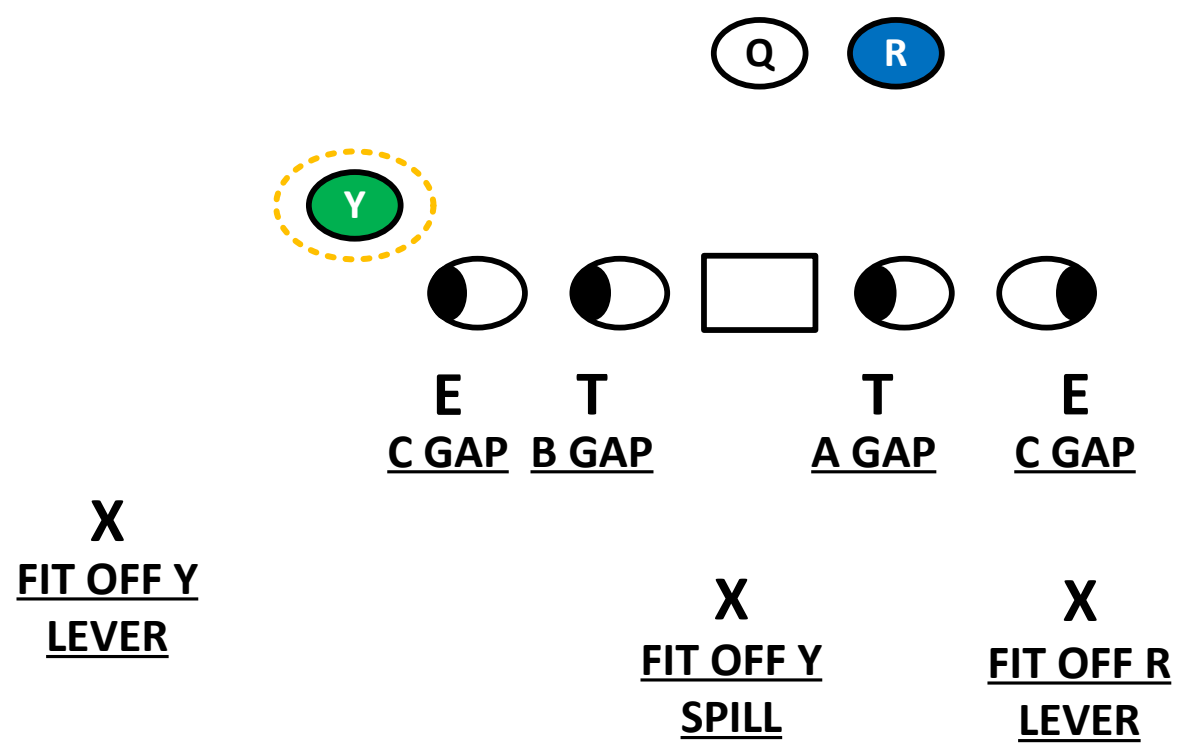 Q R
Y
E T T E
C GAP B GAP A GAP C GAP
X
FIT OFF Y
LEVER
X
FIT OFF Y
SPILL
X
FIT OFF R
LEVER